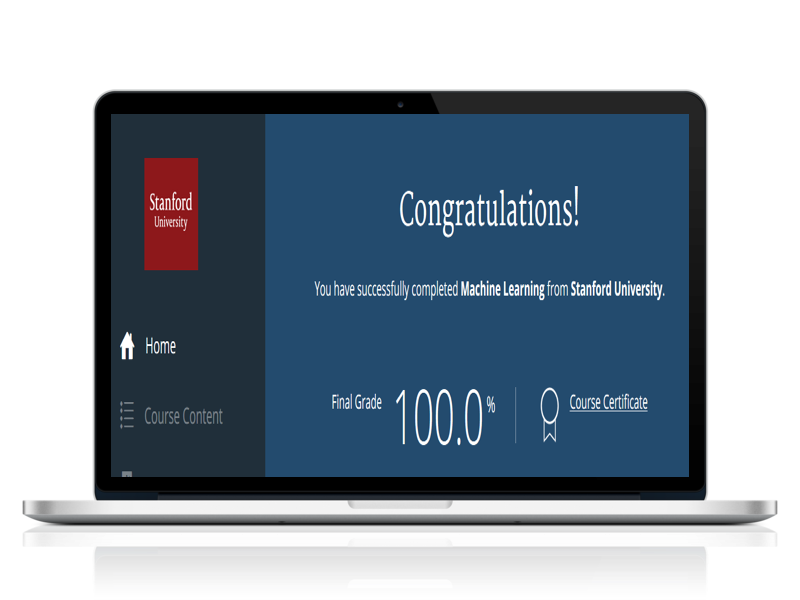 Stanford
University
Congratulations!
You have successfully completed Machine Learning from Stanford University.
Home
Final Grade 100.0 % Course Certificate
Course Content